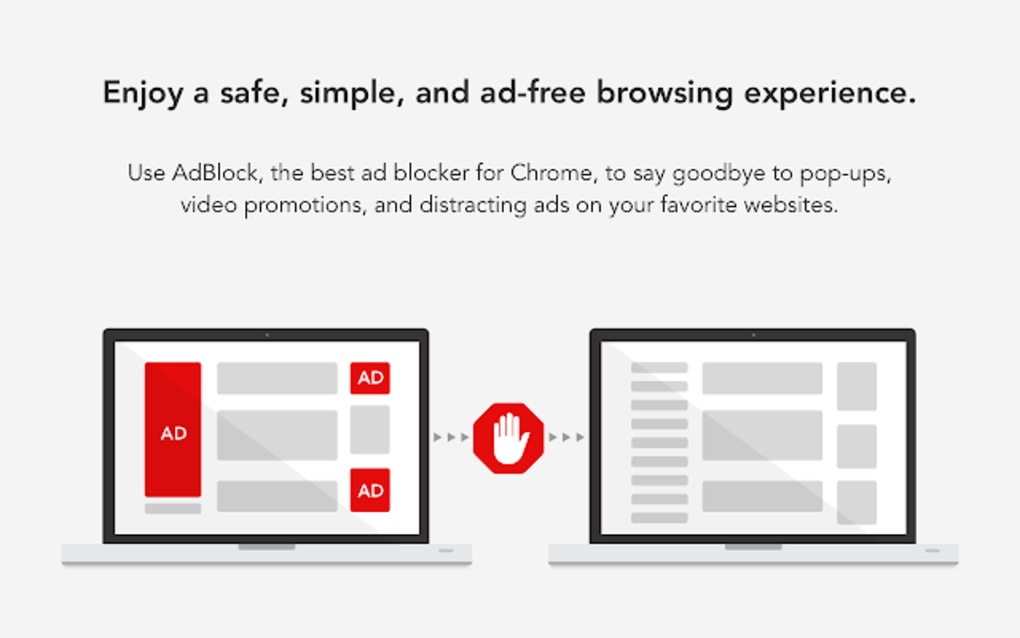 Enjoy a safe, simple, and ad-free browsing experience.
Use AdBlock, the best ad blocker for Chrome, to say goodbye to pop-ups,
video promotions, and distracting ads on your favorite websites.
AD
AD
AD